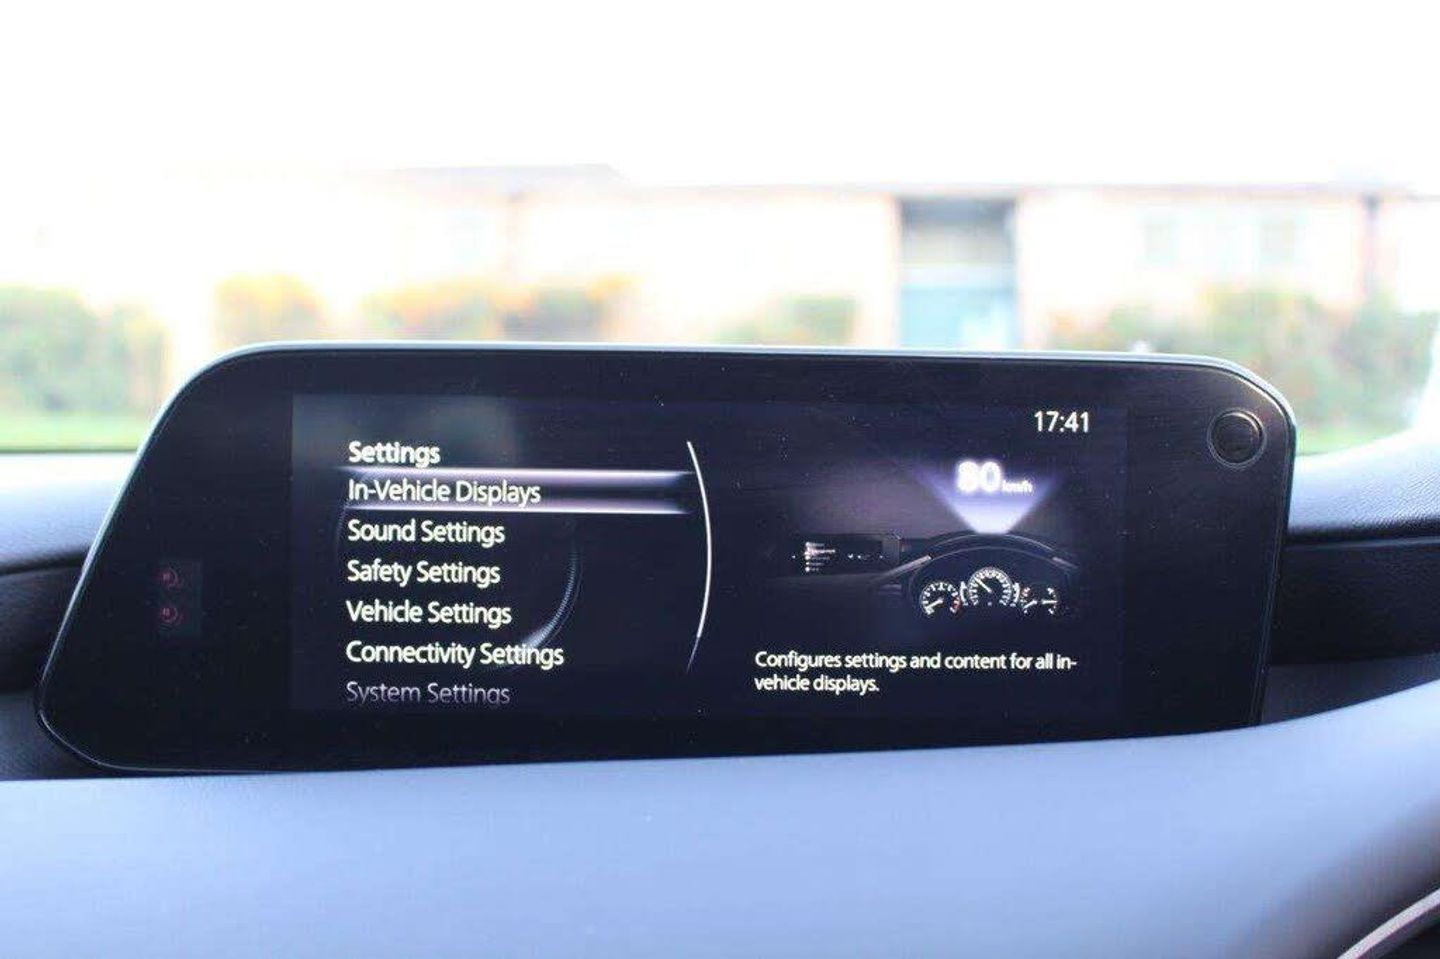 17:41
Settings
In-Vehicle Displays
Sound Settings
Safety Settings
Vehicle Settings
Connectivity Settings
System Settings
80 km/h
Configures settings and content for all in-
vehicle displays.